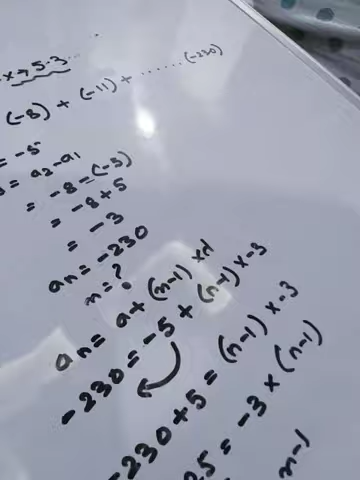 x → 5.3
(-8) + (-11) + ...... (-230)
= -5
= a2 - a1
= -8 - (-5)
= -8 + 5
= -3
an = -230
n = ?
an = a + (n-1) x d
-230 = -5 + (n-1) x -3
-230 + 5 = (n-1) x -3
25 = -3 x (n-1)
n-1